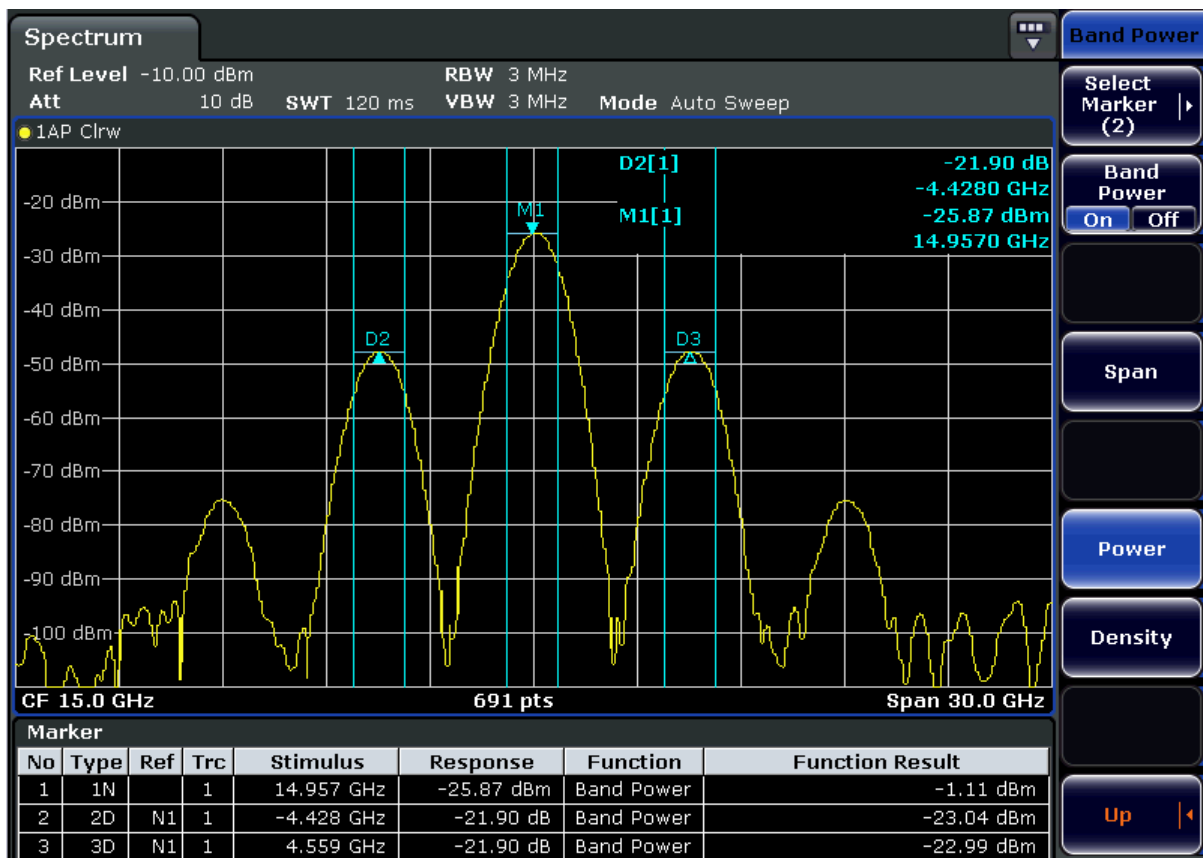 Spectrum
Ref Level -10.00 dBm RBW 3 MHz
Att 10 dB SWT 120 ms VBW 3 MHz Mode Auto Sweep
1AP Clrw
D2[1] -21.90 dB
-4.4280 GHz
M1[1] -25.87 dBm
14.9570 GHz
M1
D2
D3
-20 dBm
-30 dBm
-40 dBm
-50 dBm
-60 dBm
-70 dBm
-80 dBm
-90 dBm
-100 dBm
CF 15.0 GHz 691 pts Span 30.0 GHz
Marker
No Type Ref Trc Stimulus Response Function Function Result
1 1N 1 14.957 GHz -25.87 dBm Band Power -1.11 dBm
2 2D N1 1 -4.428 GHz -21.90 dB Band Power -23.04 dBm
3 3D N1 1 4.559 GHz -21.90 dB Band Power -22.99 dBm
Band Power
Select
Marker
(2)
Band
Power
On Off
Span
Power
Density
Up